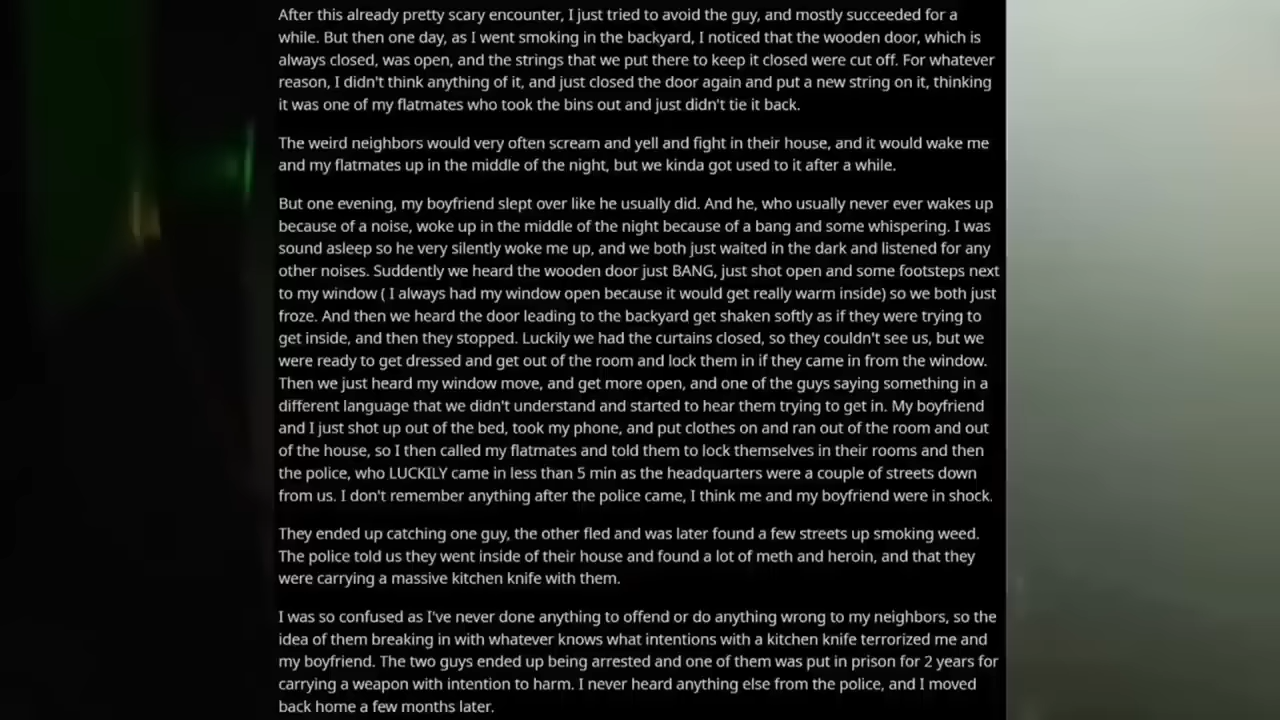 After this already pretty scary encounter, I just tried to avoid the guy, and mostly succeeded for a
while. But then one day, as I went smoking in the backyard, I noticed that the wooden door, which is
always closed, was open, and the strings that we put there to keep it closed were cut off. For whatever
reason, I didn't think anything of it, and just closed the door again and put a new string on it, thinking
it was one of my flatmates who took the bins out and just didn't tie it back.
The weird neighbors would very often scream and yell and fight in their house, and it would wake me
and my flatmates up in the middle of the night, but we kinda got used to it after a while.
But one evening, my boyfriend slept over like he usually did. And he, who usually never ever wakes up
because of a noise, woke up in the middle of the night because of a bang and some whispering. I was
sound asleep so he very silently woke me up, and we both just waited in the dark and listened for any
other noises. Suddenly we heard the wooden door just BANG, just shot open and some footsteps next
to my window ( I always had my window open because it would get really warm inside) so we both just
froze. And then we heard the door leading to the backyard get shaken softly as if they were trying to
get inside, and then they stopped. Luckily we had the curtains closed, so they couldn't see us, but we
were ready to get dressed and get out of the room and lock them in if they came in from the window.
Then we just heard my window move, and get more open, and one of the guys saying something in a
different language that we didn't understand and started to hear them trying to get in. My boyfriend
and I just shot up out of the bed, took my phone, and put clothes on and ran out of the room and out
of the house, so I then called my flatmates and told them to lock themselves in their rooms and then
the police, who LUCKILY came in less than 5 min as the headquarters were a couple of streets down
from us. I don't remember anything after the police came, I think me and my boyfriend were in shock.
They ended up catching one guy, the other fled and was later found a few streets up smoking weed.
The police told us they went inside of their house and found a lot of meth and heroin, and that they
were carrying a massive kitchen knife with them.
I was so confused as I've never done anything to offend or do anything wrong to my neighbors, so the
idea of them breaking in with whatever knows what intentions with a kitchen knife terrorized me and
my boyfriend. The two guys ended up being arrested and one of them was put in prison for 2 years for
carrying a weapon with intention to harm. I never heard anything else from the police, and I moved
back home a few months later.